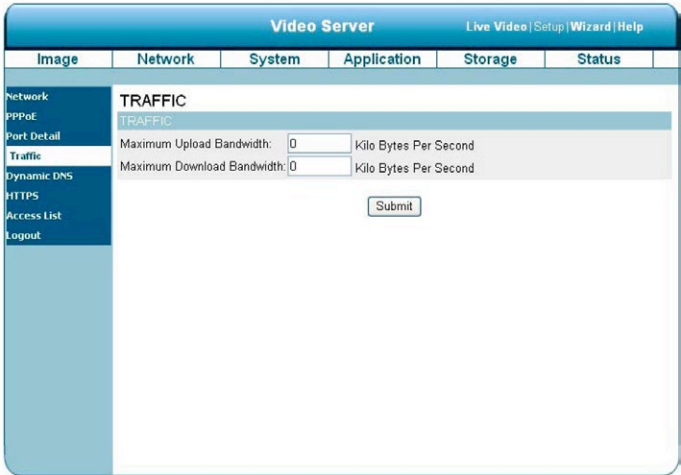 Video Server
Live Video | Setup | Wizard | Help
Image Network System Application Storage Status
Network
PPPoE
Port Detail
Traffic
Dynamic DNS
HTTPS
Access List
Logout
TRAFFIC
TRAFFIC
Maximum Upload Bandwidth: 0 Kilo Bytes Per Second
Maximum Download Bandwidth: 0 Kilo Bytes Per Second
Submit